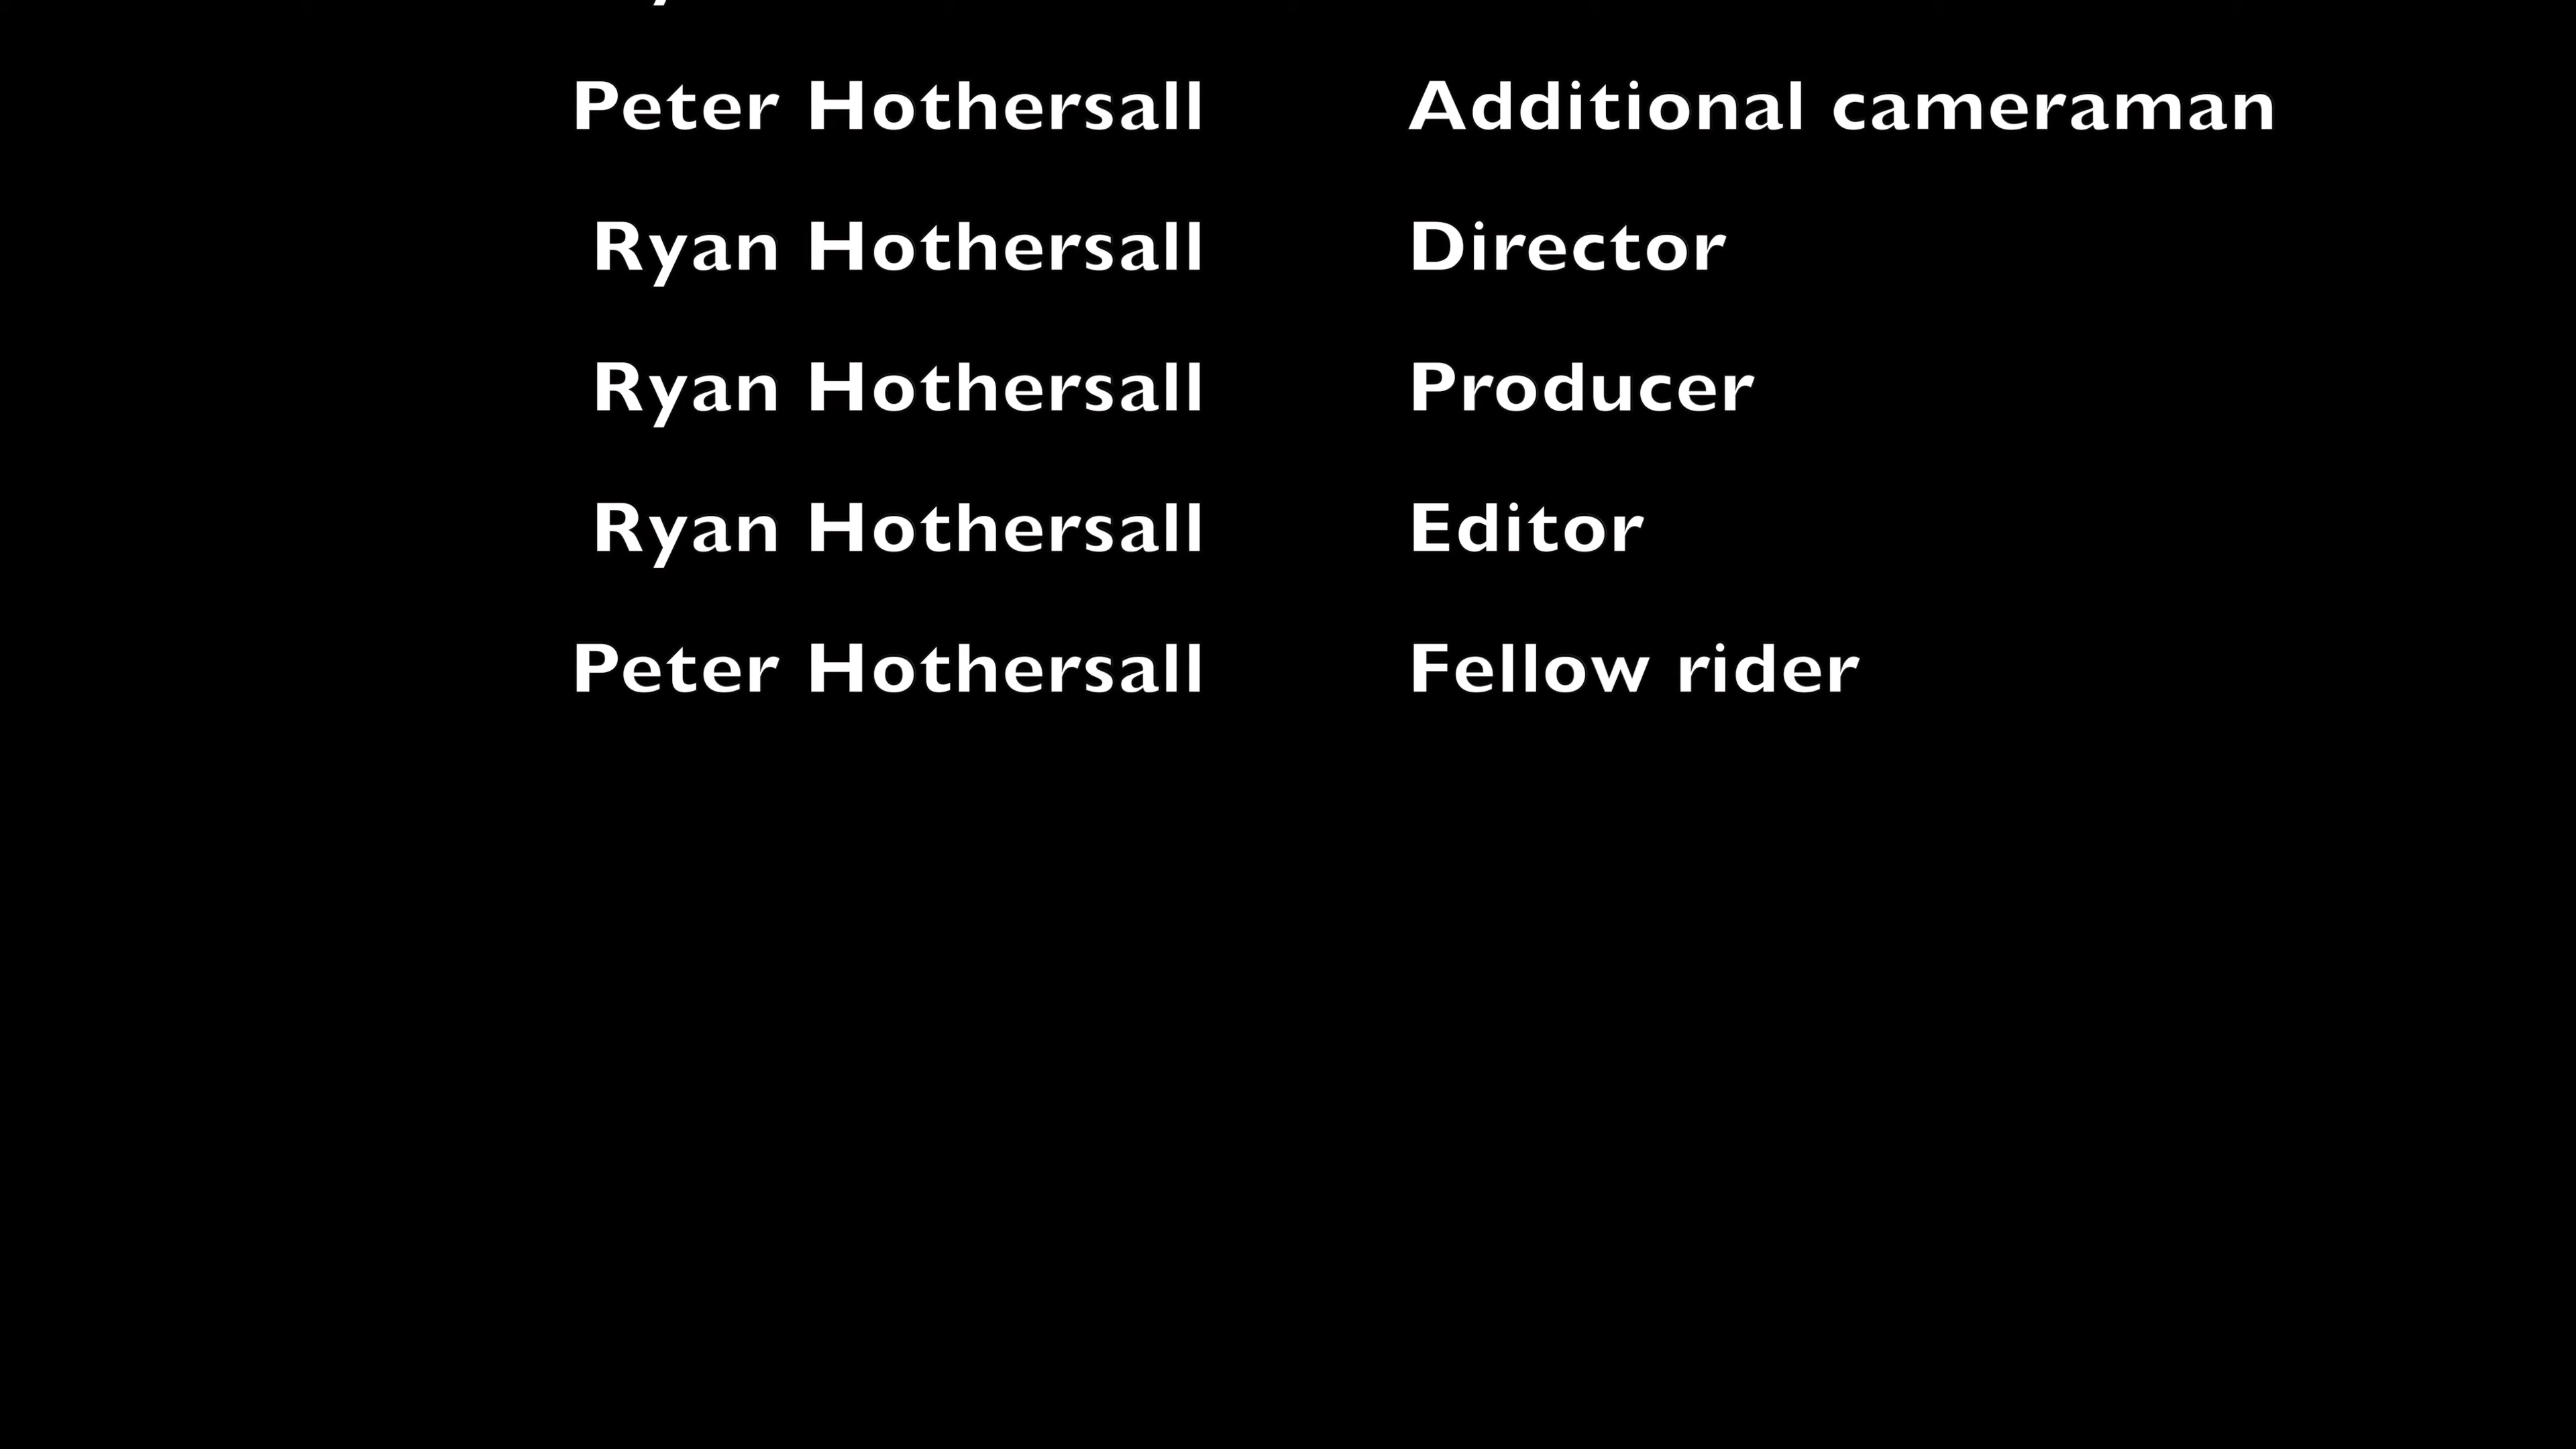 Peter Hothersall Additional cameraman
Ryan Hothersall Director
Ryan Hothersall Producer
Ryan Hothersall Editor
Peter Hothersall Fellow rider